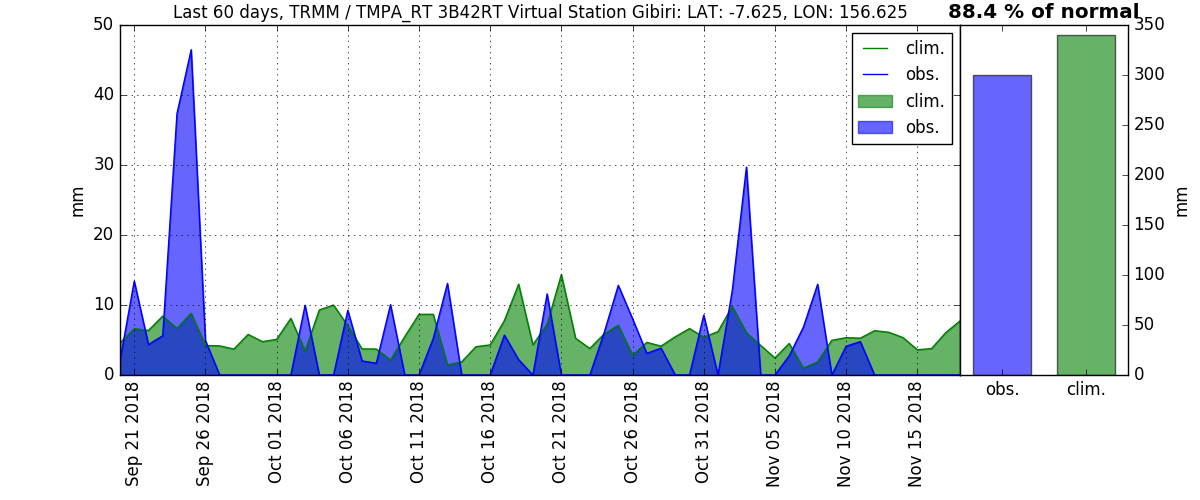 Last 60 days, TRMM / TMPA_RT 3B42RT Virtual Station Gibiri: LAT: -7.625, LON: 156.625
88.4 % of normal
50
40
30
20
10
0
mm
clim.
obs.
clim.
obs.
350
300
250
200
150
100
50
0
mm
obs.
clim.
Sep 21 2018
Sep 26 2018
Oct 01 2018
Oct 06 2018
Oct 11 2018
Oct 16 2018
Oct 21 2018
Oct 26 2018
Oct 31 2018
Nov 05 2018
Nov 10 2018
Nov 15 2018